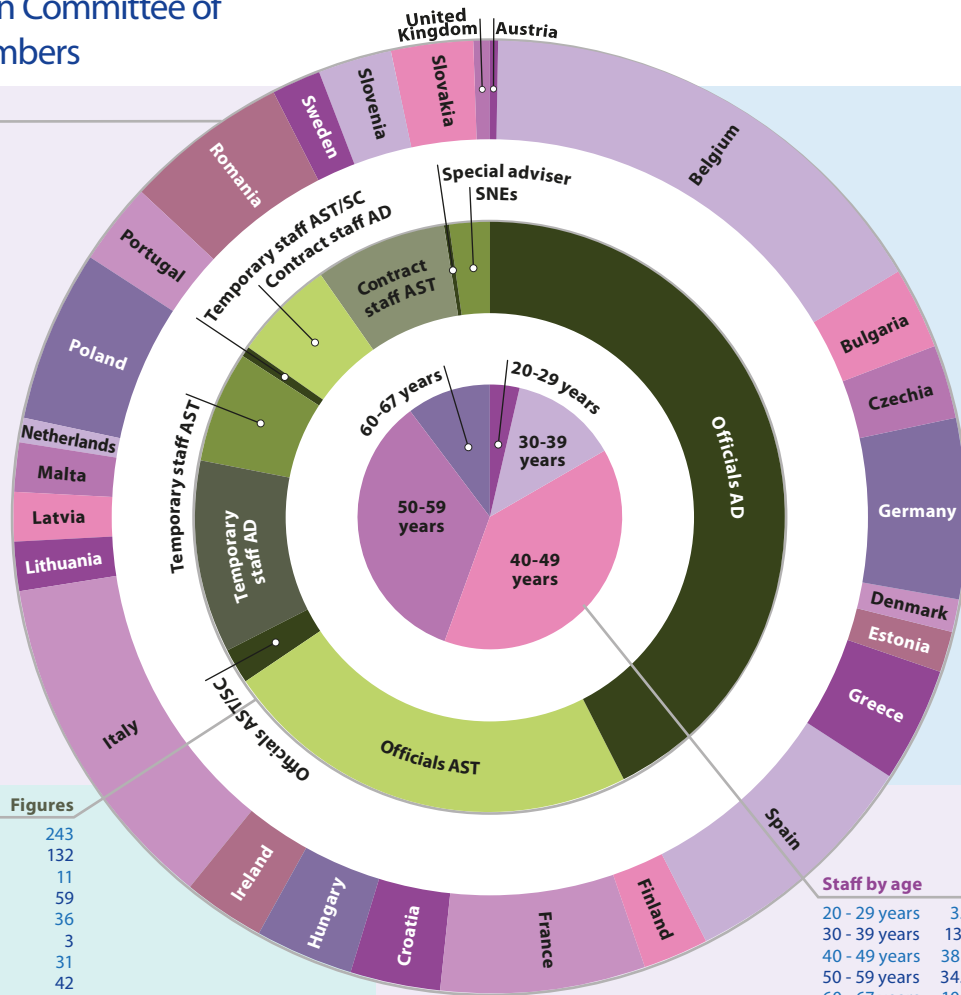 n Committee of
mbers
United
Kingdom
Austria
Slovakia
Slovenia
Sweden
Romania
Portugal
Poland
Netherlands
Malta
Latvia
Lithuania
Italy
Ireland
Hungary
Croatia
France
Finland
Spain
Greece
Estonia
Denmark
Germany
Czechia
Bulgaria
Belgium
Special adviser
SNEs
Temporary staff AST/SC
Contract staff AD
Contract
staff AST
Temporary staff AST
Temporary
staff AD
Officials AST/SC
Officials AST
Officials AD
60-67 years
20-29 years
30-39
years
50-59
years
40-49
years
Figures
243
132
11
59
36
3
31
42
Staff by age
20 - 29 years 3
30 - 39 years 13
40 - 49 years 38
50 - 59 years 34